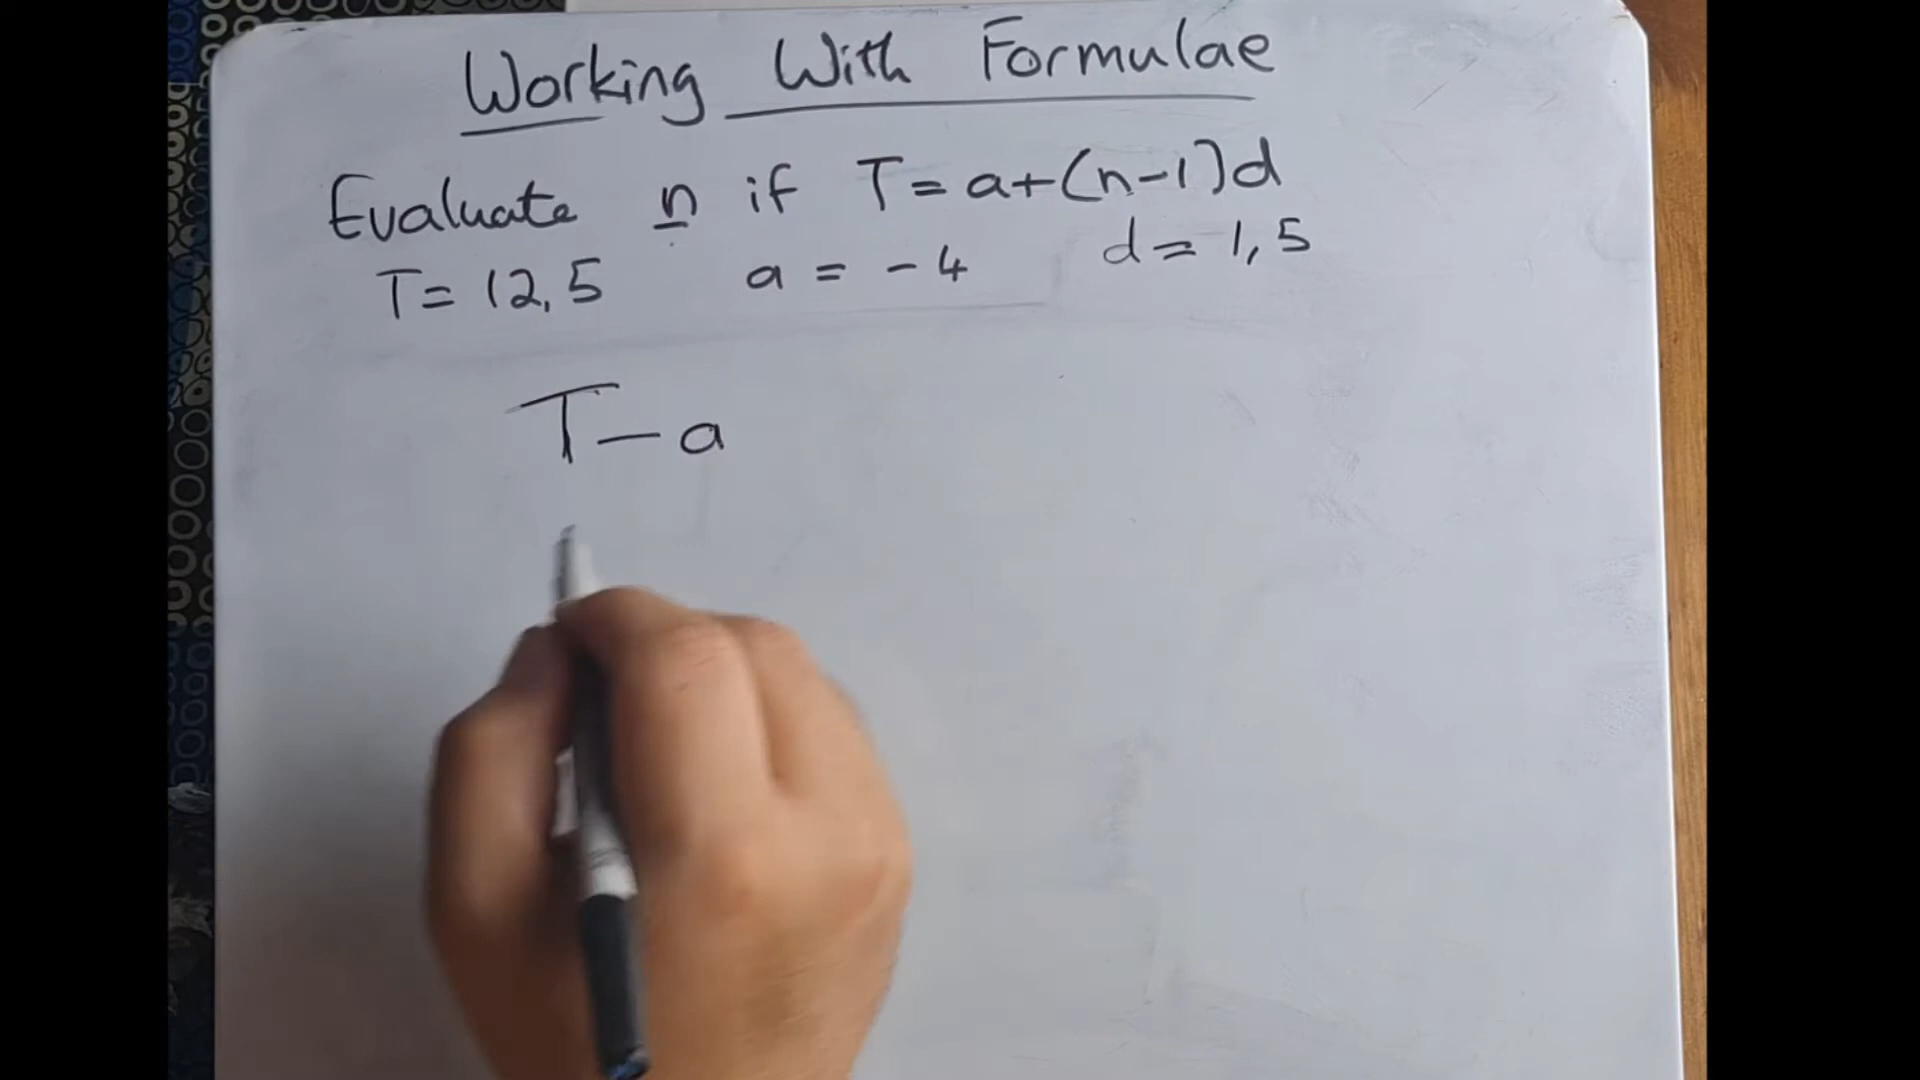 Working With Formulae
Evaluate n if T = a+(n-1)d
T = 12,5 a = -4 d = 1,5
T - a